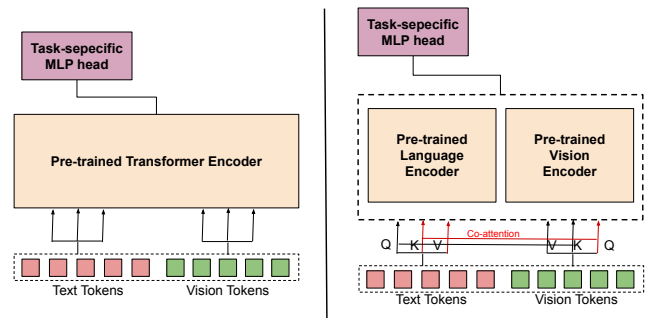 Task-sepecific
MLP head
Pre-trained Transformer Encoder
Text Tokens
Vision Tokens
Task-sepecific
MLP head
Pre-trained
Language
Encoder
Pre-trained
Vision
Encoder
Co-attention
Q K V V K Q
Text Tokens
Vision Tokens